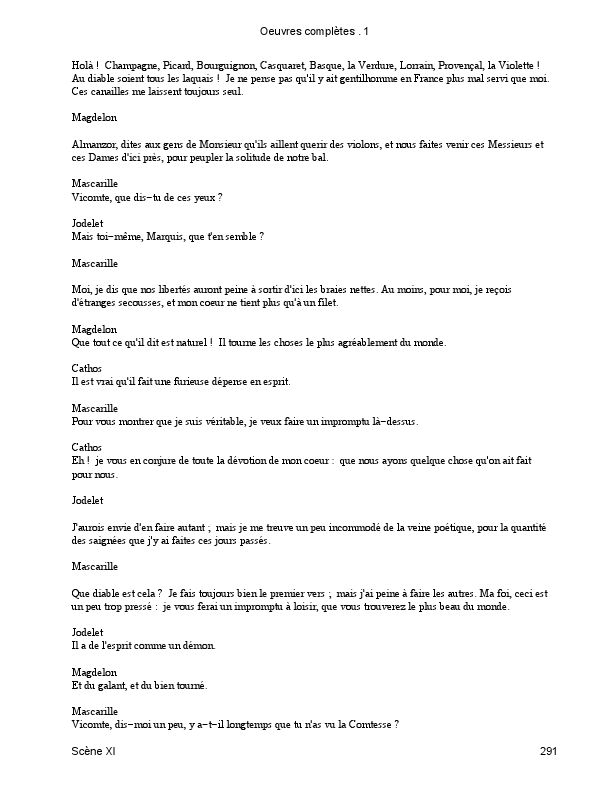 Oeuvres complètes . 1
Holà !  Champagne, Picard, Bourguignon, Casquaret, Basque, la Verdure, Lorrain, Provençal, la Violette !
Au diable soient tous les laquais !  Je ne pense pas qu'il y ait gentilhomme en France plus mal servi que moi.
Ces canailles me laissent toujours seul.
Magdelon
Almanzor, dites aux gens de Monsieur qu'ils aillent querir des violons, et nous faites venir ces Messieurs et
ces Dames d'ici près, pour peupler la solitude de notre bal.
Mascarille
Vicomte, que dis−tu de ces yeux ?
Jodelet
Mais toi−même, Marquis, que t'en semble ?
Mascarille
Moi, je dis que nos libertés auront peine à sortir d'ici les braies nettes. Au moins, pour moi, je reçois
d'étranges secousses, et mon coeur ne tient plus qu'à un filet.
Magdelon
Que tout ce qu'il dit est naturel !  Il tourne les choses le plus agréablement du monde.
Cathos
Il est vrai qu'il fait une furieuse dépense en esprit.
Mascarille
Pour vous montrer que je suis véritable, je veux faire un impromptu là−dessus.
Cathos
Eh !  je vous en conjure de toute la dévotion de mon coeur :  que nous ayons quelque chose qu'on ait fait
pour nous.
Jodelet
J'aurois envie d'en faire autant ;  mais je me treuve un peu incommodé de la veine poétique, pour la quantité
des saignées que j'y ai faites ces jours passés.
Mascarille
Que diable est cela ?  Je fais toujours bien le premier vers ;  mais j'ai peine à faire les autres. Ma foi, ceci est
un peu trop pressé :  je vous ferai un impromptu à loisir, que vous trouverez le plus beau du monde.
Jodelet
Il a de l'esprit comme un démon.
Magdelon
Et du galant, et du bien tourné.
Mascarille
Vicomte, dis−moi un peu, y a−t−il longtemps que tu n'as vu la Comtesse ?
Scène XI
291